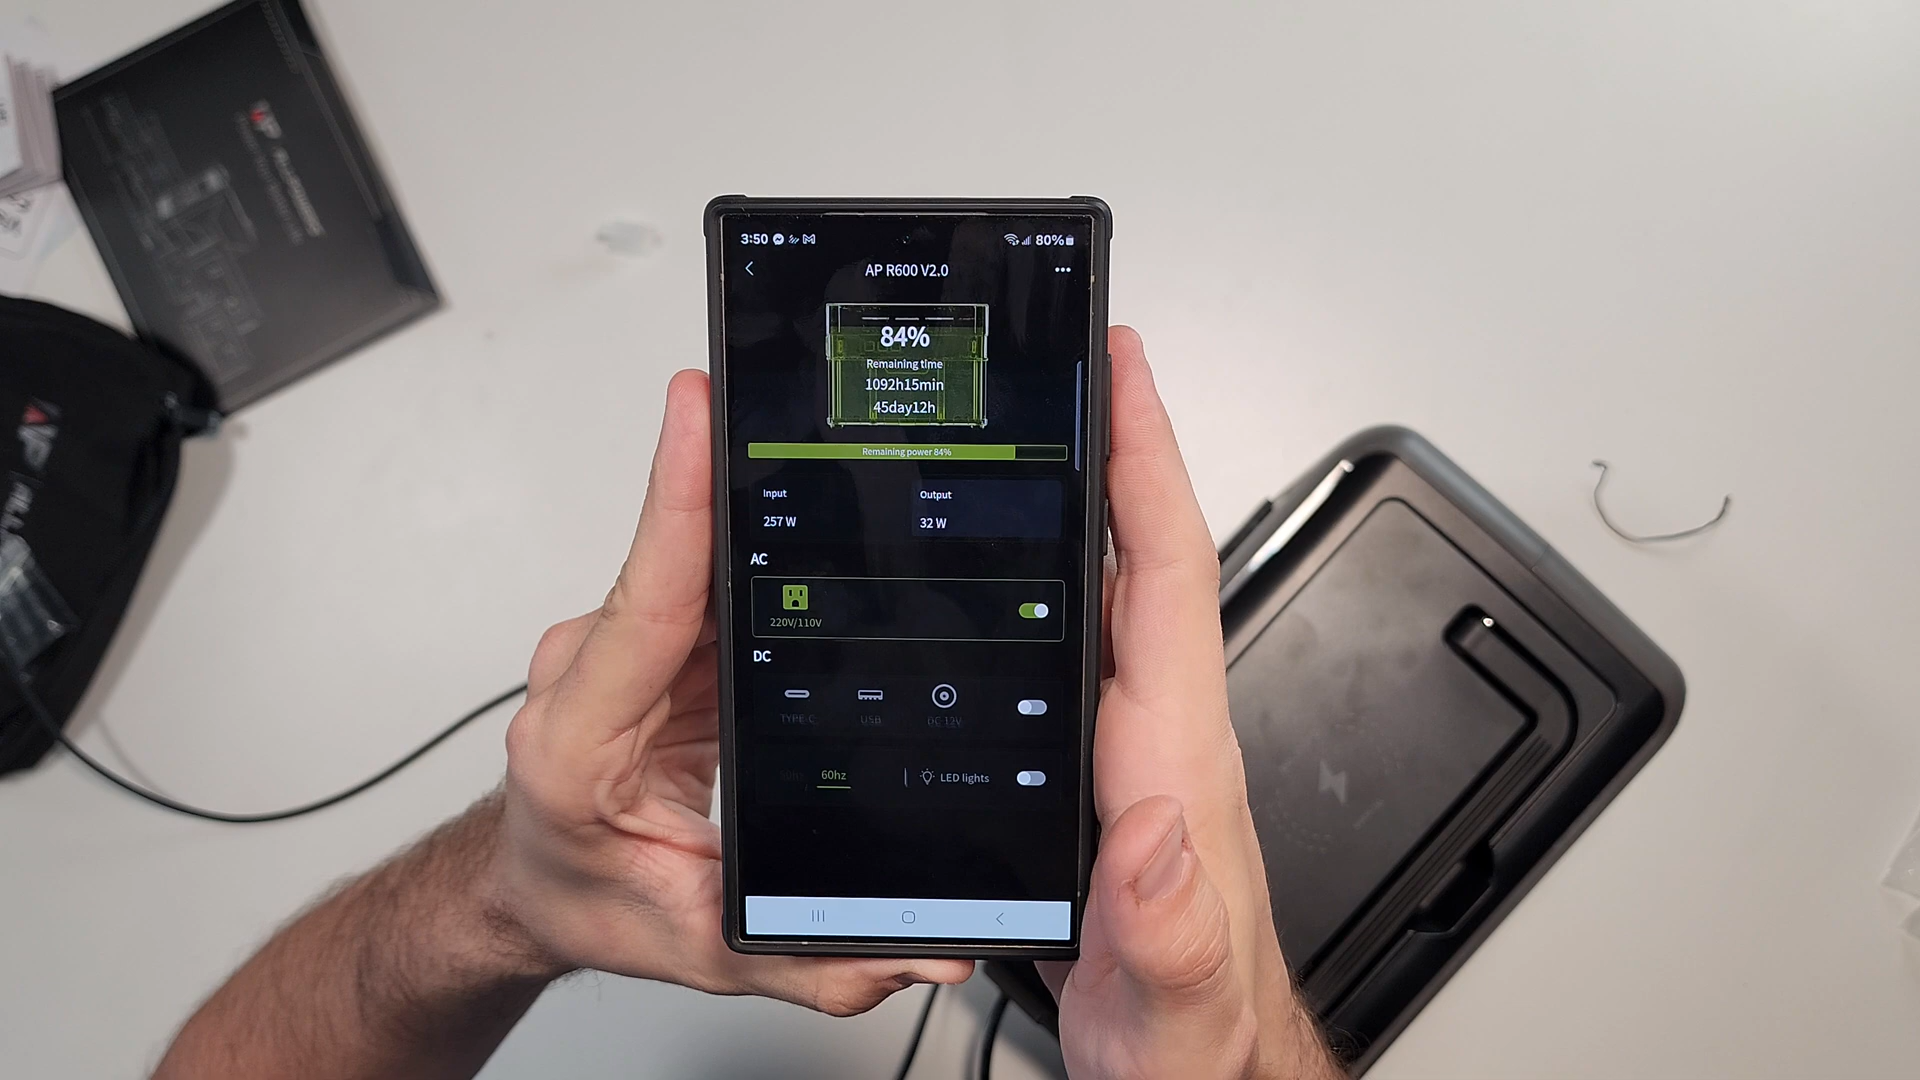 3:50
80%
AP R600 V2.0
84%
Remaining time
1092h15min
45day12h
Remaining power 84%
Input
Output
257 W
32 W
AC
220V/110V
DC
TYPE-C
USB
DC 12V
60hz
LED lights